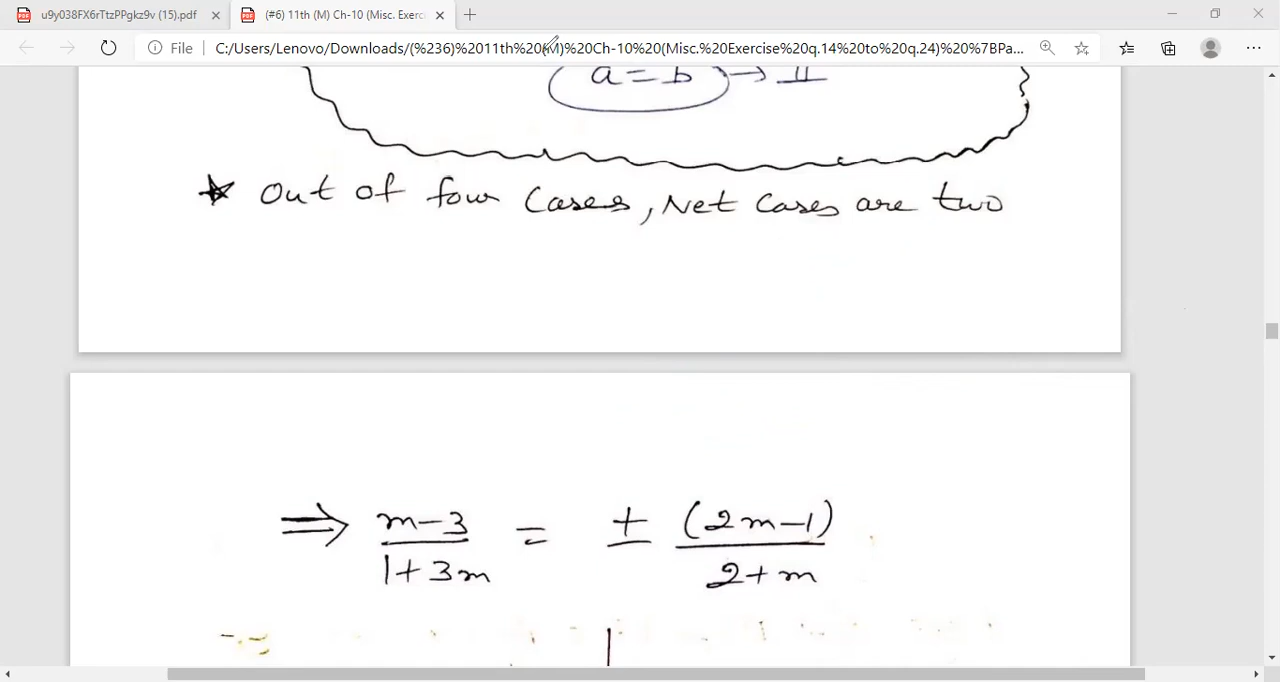 u9y038FX6rTtzPPgkz9v (15).pdf
(#6) 11th (M) Ch-10 (Misc. Exerc
File
C:/Users/Lenovo/Downloads/(%236)%2011th%20(M)%20Ch-10%20(Misc.%20Exercise%20q.14%20to%20q.24)%20%7BPa...
a = b → II
★ Out of four Cases, Net Cases are two
⇒ m-3 / 1+3m = ± (2m-1) / 2+m